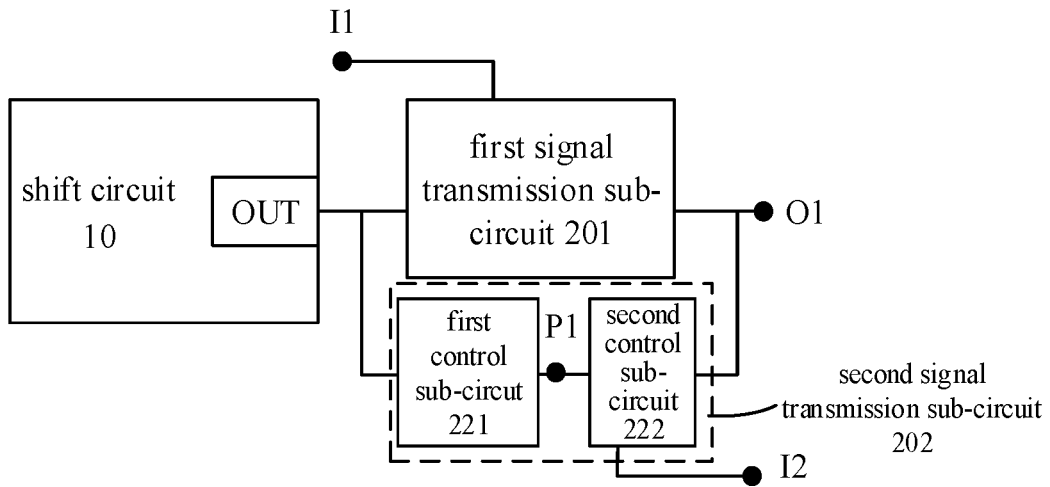 I1
shift circuit
10
OUT
first signal
transmission sub-
circuit 201
O1
first
control
sub-circut
221
P1
second
control
sub-
circuit
222
second signal
transmission sub-circuit
202
I2